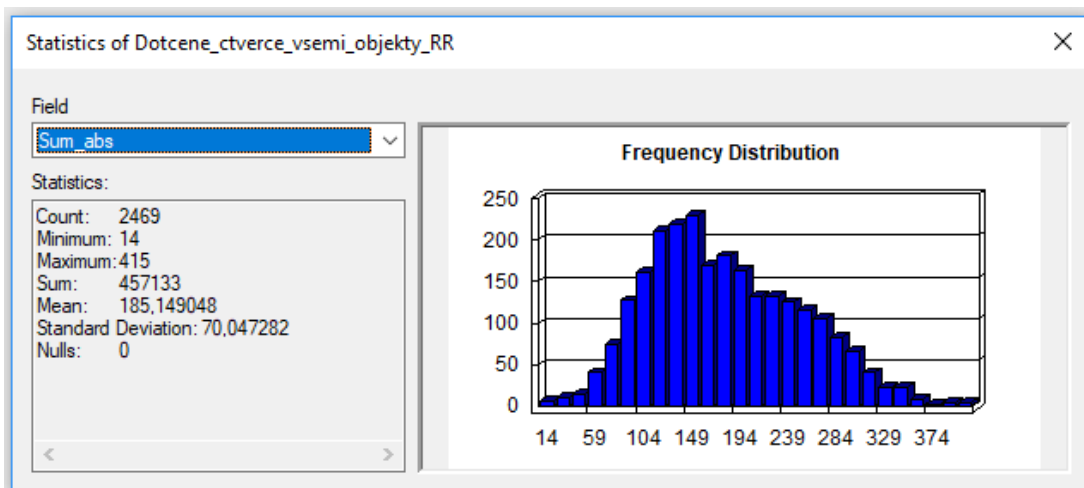 Statistics of Dotcene_ctverce_vsemi_objekty_RR
Field
Sum_abs
Statistics:
Count: 2469
Minimum: 14
Maximum: 415
Sum: 457133
Mean: 185,149048
Standard Deviation: 70,047282
Nulls: 0
Frequency Distribution
250
200
150
100
50
0
14 59 104 149 194 239 284 329 374